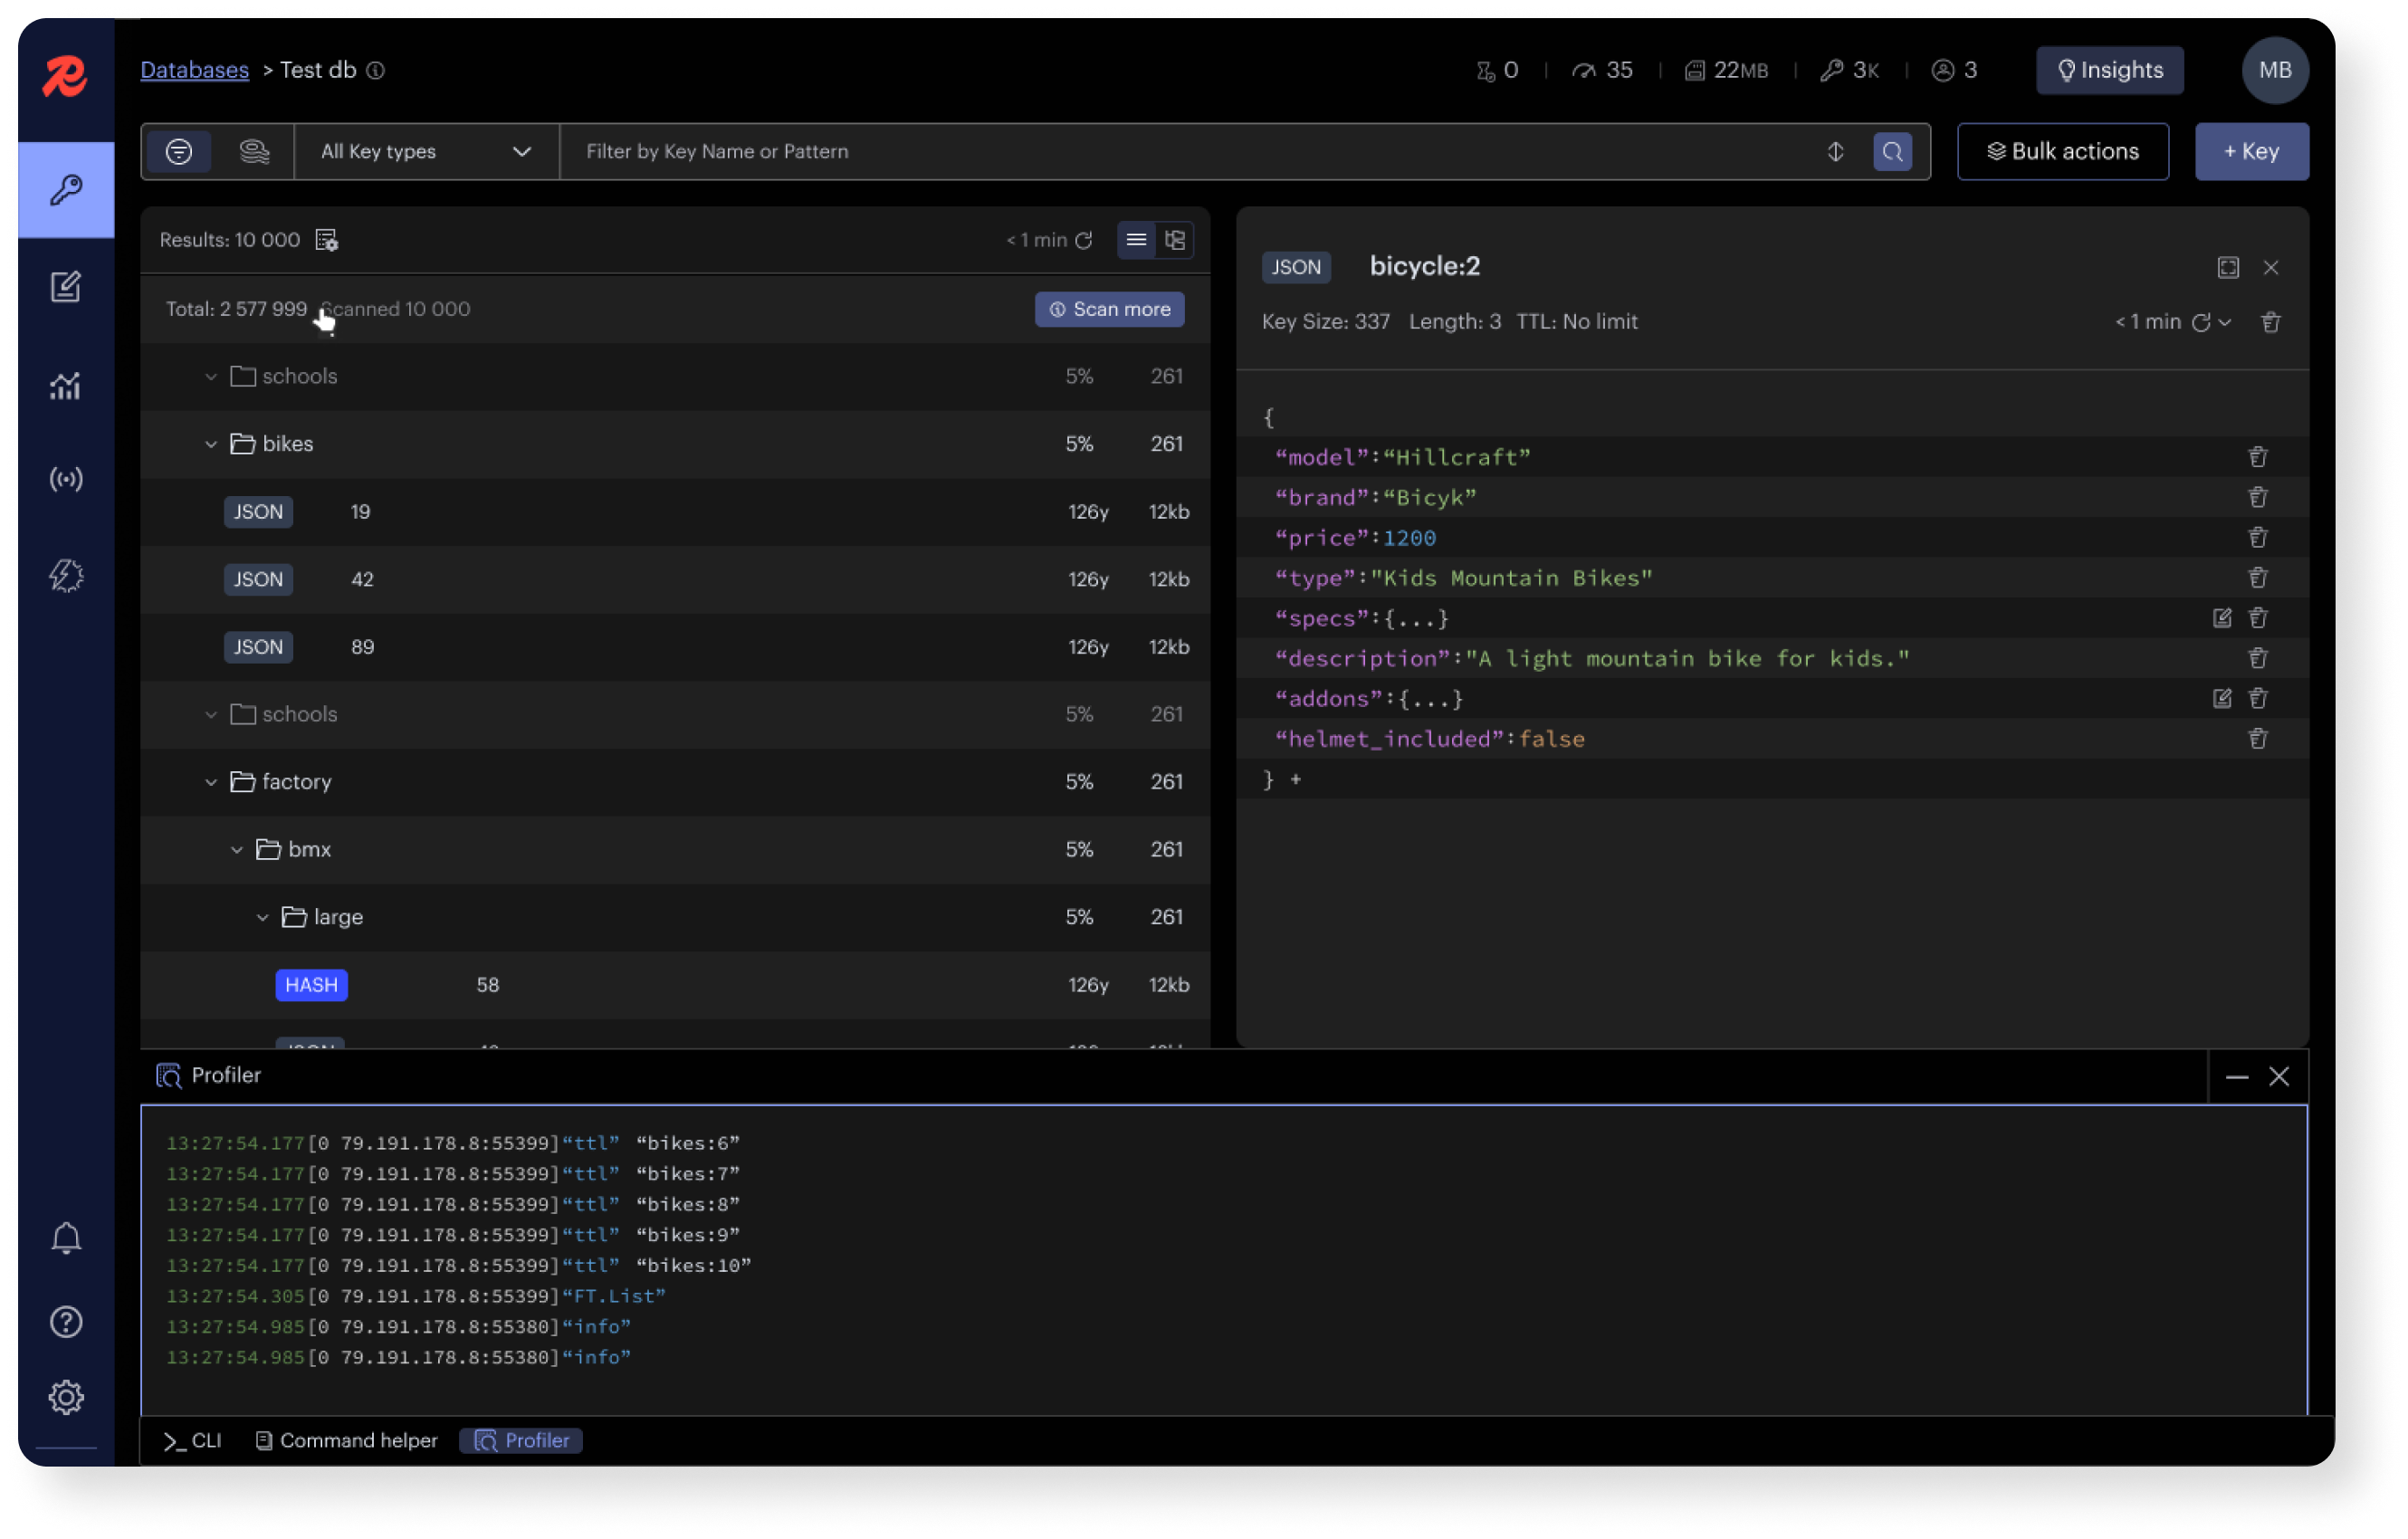 Databases > Test db
0 35 22MB 3K 3 Insights MB
All Key types Filter by Key Name or Pattern Bulk actions + Key
Results: 10 000 < 1 min
Total: 2 577 999 Scanned 10 000 Scan more
schools 5% 261
bikes 5% 261
JSON 19 126y 12kb
JSON 42 126y 12kb
JSON 89 126y 12kb
schools 5% 261
factory 5% 261
bmx 5% 261
large 5% 261
HASH 58 126y 12kb
JSON bicycle:2
Key Size: 337 Length: 3 TTL: No limit < 1 min
{
“model”:“Hillcraft”
“brand”:“Bicyk”
“price”:1200
“type”:"Kids Mountain Bikes"
“specs”:{...}
“description”:"A light mountain bike for kids."
“addons”:{...}
“helmet_included”:false
} +
Profiler
13:27:54.177[0 79.191.178.8:55399]“ttl” “bikes:6”
13:27:54.177[0 79.191.178.8:55399]“ttl” “bikes:7”
13:27:54.177[0 79.191.178.8:55399]“ttl” “bikes:8”
13:27:54.177[0 79.191.178.8:55399]“ttl” “bikes:9”
13:27:54.177[0 79.191.178.8:55399]“ttl” “bikes:10”
13:27:54.305[0 79.191.178.8:55399]“FT.List”
13:27:54.985[0 79.191.178.8:55380]“info”
13:27:54.985[0 79.191.178.8:55380]“info”
>_ CLI Command helper Profiler